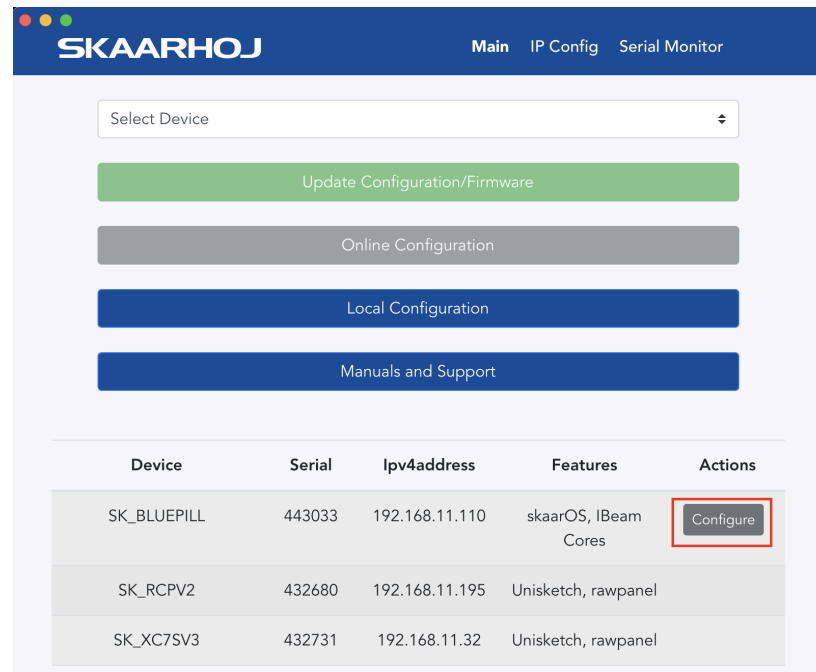 SKAARHOJ Main IP Config Serial Monitor
Select Device
Update Configuration/Firmware
Online Configuration
Local Configuration
Manuals and Support
Device Serial Ipv4address Features Actions
SK_BLUEPILL 443033 192.168.11.110 skaarOS, IBeam Configure
Cores
SK_RCPV2 432680 192.168.11.195 Unisketch, rawpanel
SK_XC7SV3 432731 192.168.11.32 Unisketch, rawpanel